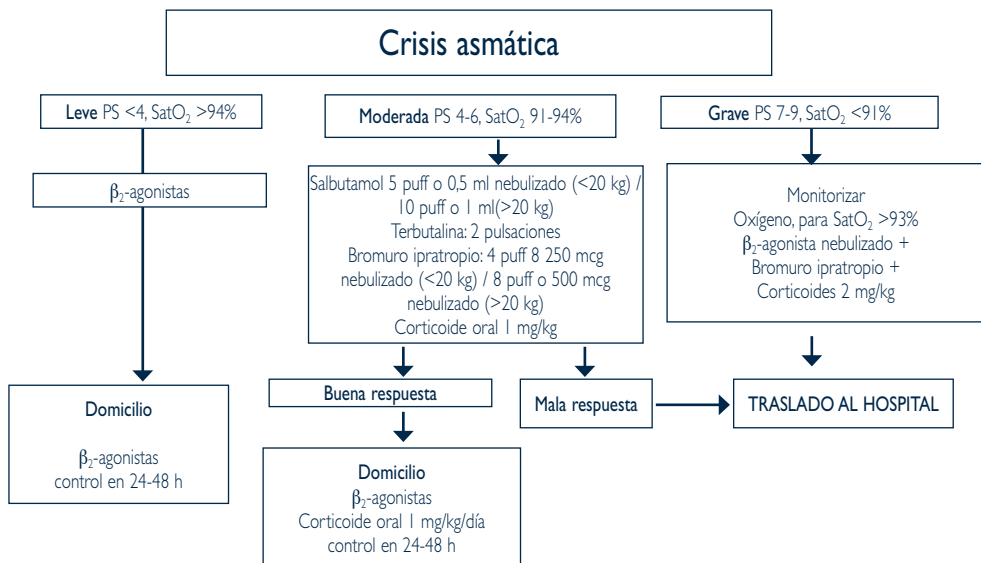 Crisis asmática
Leve PS <4, SatO₂ >94%
β₂-agonistas
Domicilio
β₂-agonistas
control en 24-48 h
Moderada PS 4-6, SatO₂ 91-94%
Salbutamol 5 puff o 0,5 ml nebulizado (<20 kg) /
10 puff o 1 ml(>20 kg)
Terbutalina: 2 pulsaciones
Bromuro ipratropio: 4 puff 8 250 mcg
nebulizado (<20 kg) / 8 puff o 500 mcg
nebulizado (>20 kg)
Corticoide oral 1 mg/kg
Buena respuesta
Domicilio
β₂-agonistas
Corticoide oral 1 mg/kg/día
control en 24-48 h
Mala respuesta
Grave PS 7-9, SatO₂ <91%
Monitorizar
Oxígeno, para SatO₂ >93%
β₂-agonista nebulizado +
Bromuro ipratropio +
Corticoides 2 mg/kg
TRASLADO AL HOSPITAL